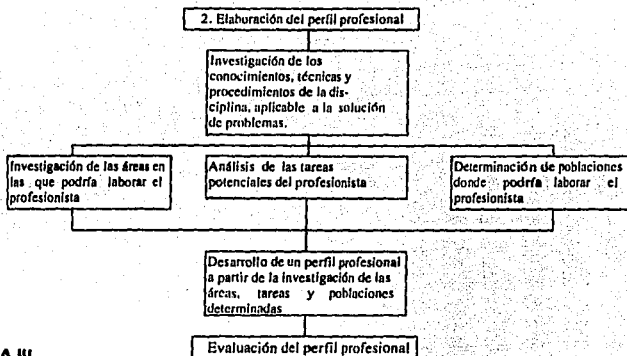 2. Elaboración del perfil profesional
Investigación de los
conocimientos, técnicas y
procedimientos de la dis-
ciplina, aplicable a la solución
de problemas.
Investigación de las áreas en
las que podría laborar el
profesionista
Análisis de las tareas
potenciales del profesionista
Determinación de poblaciones
donde podría laborar el
profesionista
Desarrollo de un perfil profesional
a partir de la investigación de las
áreas, tareas y poblaciones
determinadas
Evaluación del perfil profesional
A III